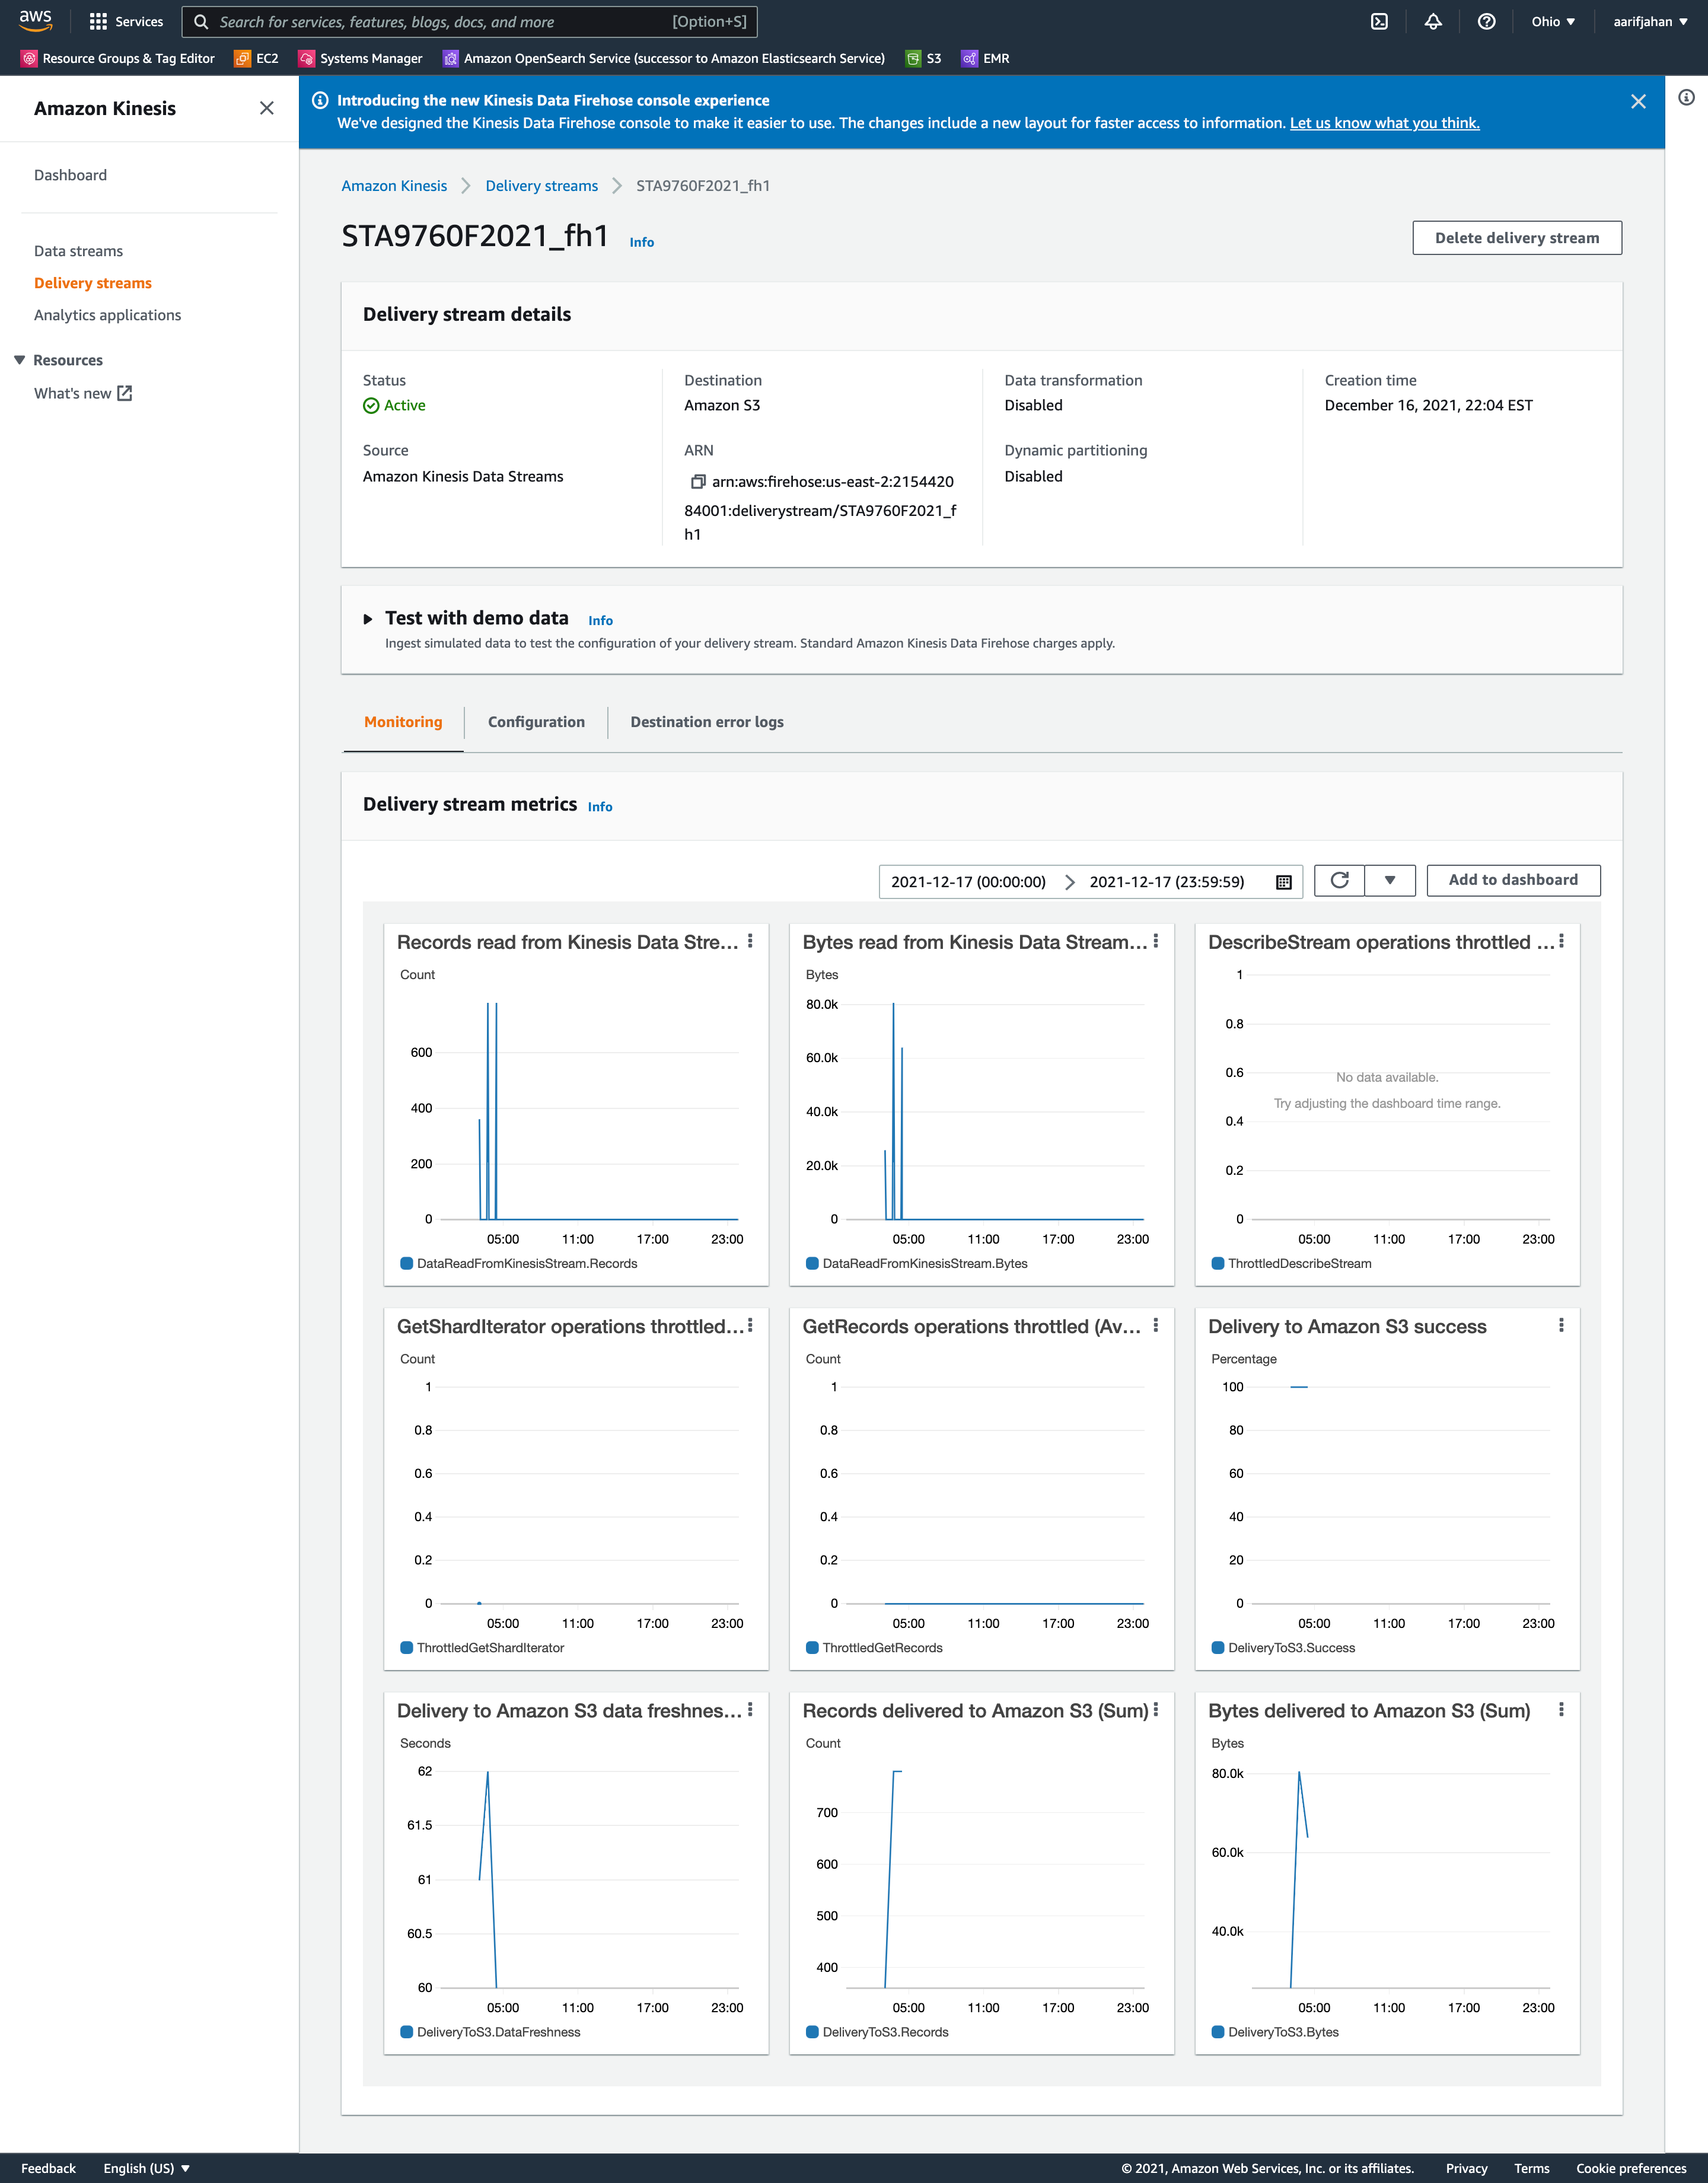 aws
Services
Search for services, features, blogs, docs, and more [Option+S]
Ohio ▼
aarifjahan ▼
Resource Groups & Tag Editor
EC2
Systems Manager
Amazon OpenSearch Service (successor to Amazon Elasticsearch Service)
S3
EMR
Amazon Kinesis
Dashboard
Data streams
Delivery streams
Analytics applications
Resources
What's new
Introducing the new Kinesis Data Firehose console experience
We've designed the Kinesis Data Firehose console to make it easier to use. The changes include a new layout for faster access to information. Let us know what you think.
Amazon Kinesis > Delivery streams > STA9760F2021_fh1
STA9760F2021_fh1 Info
Delete delivery stream
Delivery stream details
Status
Active
Source
Amazon Kinesis Data Streams
Destination
Amazon S3
ARN
arn:aws:firehose:us-east-2:2154420
84001:deliverystream/STA9760F2021_f
h1
Data transformation
Disabled
Dynamic partitioning
Disabled
Creation time
December 16, 2021, 22:04 EST
Test with demo data Info
Ingest simulated data to test the configuration of your delivery stream. Standard Amazon Kinesis Data Firehose charges apply.
Monitoring
Configuration
Destination error logs
Delivery stream metrics Info
2021-12-17 (00:00:00) > 2021-12-17 (23:59:59)
Add to dashboard
Records read from Kinesis Data Stre...
Count
600
400
200
0
05:00 11:00 17:00 23:00
DataReadFromKinesisStream.Records
Bytes read from Kinesis Data Stream...
Bytes
80.0k
60.0k
40.0k
20.0k
0
05:00 11:00 17:00 23:00
DataReadFromKinesisStream.Bytes
DescribeStream operations throttled ...
1
0.8
0.6
No data available.
Try adjusting the dashboard time range.
0.4
0.2
0
05:00 11:00 17:00 23:00
ThrottledDescribeStream
GetShardIterator operations throttled...
Count
1
0.8
0.6
0.4
0.2
0
05:00 11:00 17:00 23:00
ThrottledGetShardIterator
GetRecords operations throttled (Av...
Count
1
0.8
0.6
0.4
0.2
0
05:00 11:00 17:00 23:00
ThrottledGetRecords
Delivery to Amazon S3 success
Percentage
100
80
60
40
20
0
05:00 11:00 17:00 23:00
DeliveryToS3.Success
Delivery to Amazon S3 data freshnes...
Seconds
62
61.5
61
60.5
60
05:00 11:00 17:00 23:00
DeliveryToS3.DataFreshness
Records delivered to Amazon S3 (Sum)
Count
700
600
500
400
05:00 11:00 17:00 23:00
DeliveryToS3.Records
Bytes delivered to Amazon S3 (Sum)
Bytes
80.0k
60.0k
40.0k
05:00 11:00 17:00 23:00
DeliveryToS3.Bytes
Feedback
English (US) ▼
© 2021, Amazon Web Services, Inc. or its affiliates.
Privacy
Terms
Cookie preferences